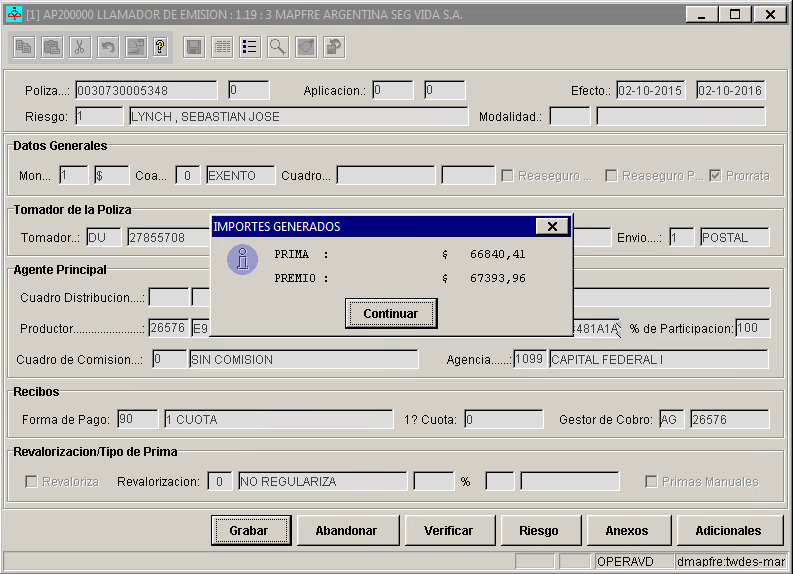 [1] AP200000 LLAMADOR DE EMISION : 1.19 : 3 MAPFRE ARGENTINA SEG VIDA S.A.
Poliza...: 0030730005348 0 Aplicacion.: 0 0 Efecto.: 02-10-2015 02-10-2016
Riesgo: 1 LYNCH , SEBASTIAN JOSE Modalidad.:
Datos Generales
Mon... 1 $ Coa... 0 EXENTO Cuadro... Reaseguro ... Reaseguro P... Prorrata
Tomador de la Poliza
Tomador..: DU 27855708 Envio....: 1 POSTAL
IMPORTES GENERADOS
PRIMA : $ 66840,41
PREMIO : $ 67393,96
Continuar
Agente Principal
Cuadro Distribucion....:
Productor.....................: 26576 E9 481A1A % de Participacion: 100
Cuadro de Comision...: 0 SIN COMISION Agencia......: 1099 CAPITAL FEDERAL I
Recibos
Forma de Pago: 90 1 CUOTA 1? Cuota: 0 Gestor de Cobro: AG 26576
Revalorizacion/Tipo de Prima
Revaloriza Revalorizacion: 0 NO REGULARIZA % Primas Manuales
Grabar Abandonar Verificar Riesgo Anexos Adicionales
OPERAVD dmapfre:twdes-mar